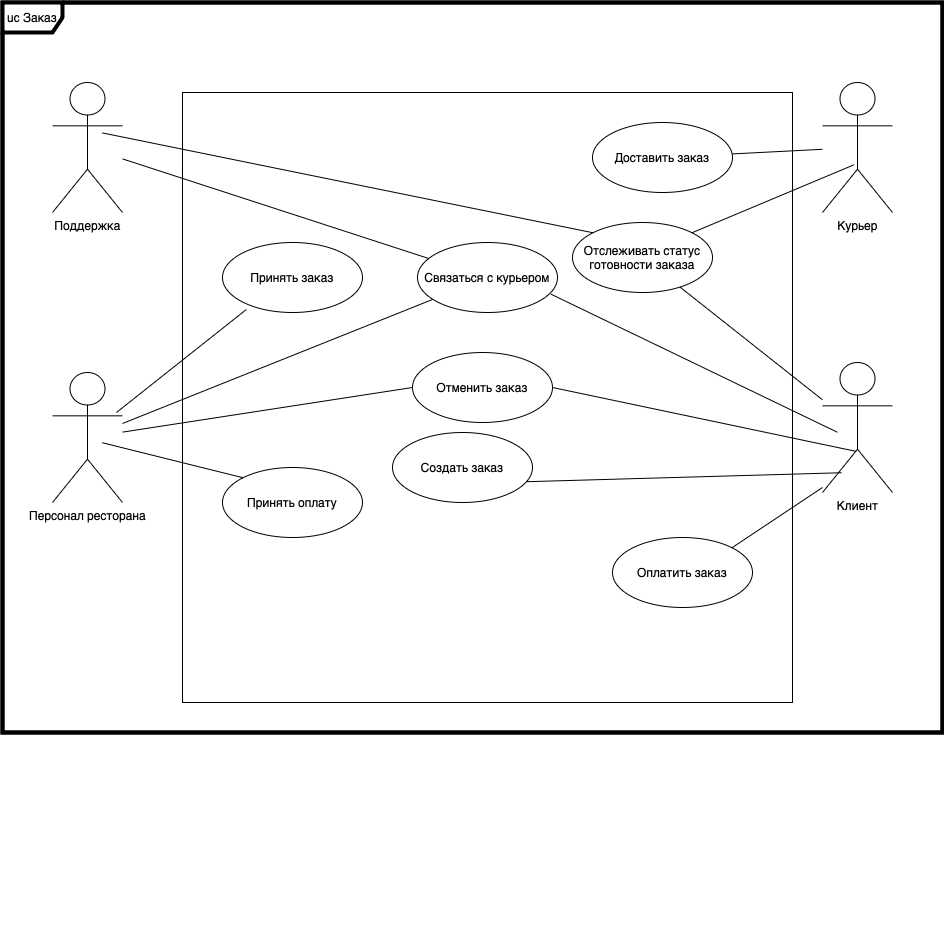 uc Заказ
Доставить заказ
Поддержка
Курьер
Отслеживать статус
готовности заказа
Принять заказ
Связаться с курьером
Отменить заказ
Создать заказ
Принять оплату
Клиент
Персонал ресторана
Оплатить заказ